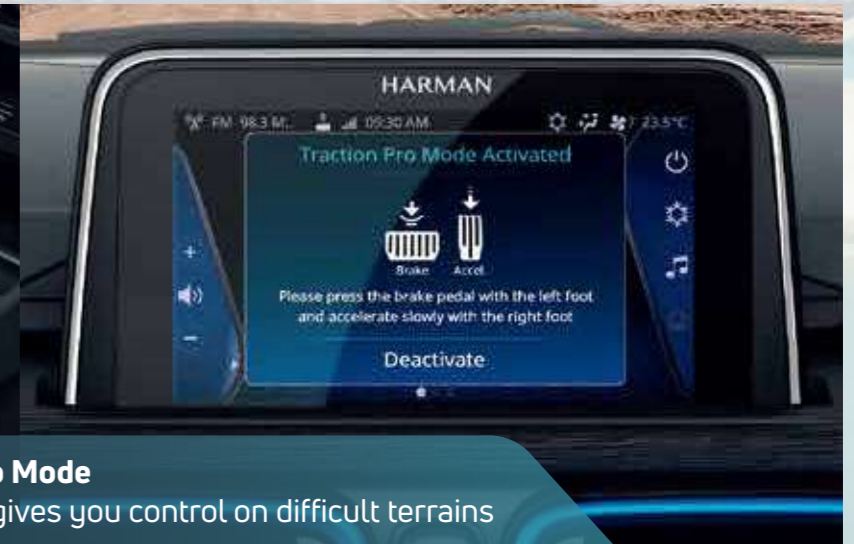 HARMAN
FM 98.3 M... 09:30 AM 23.5°C
Traction Pro Mode Activated
Brake Accel
Please press the brake pedal with the left foot
and accelerate slowly with the right foot
Deactivate
Mode
gives you control on difficult terrains